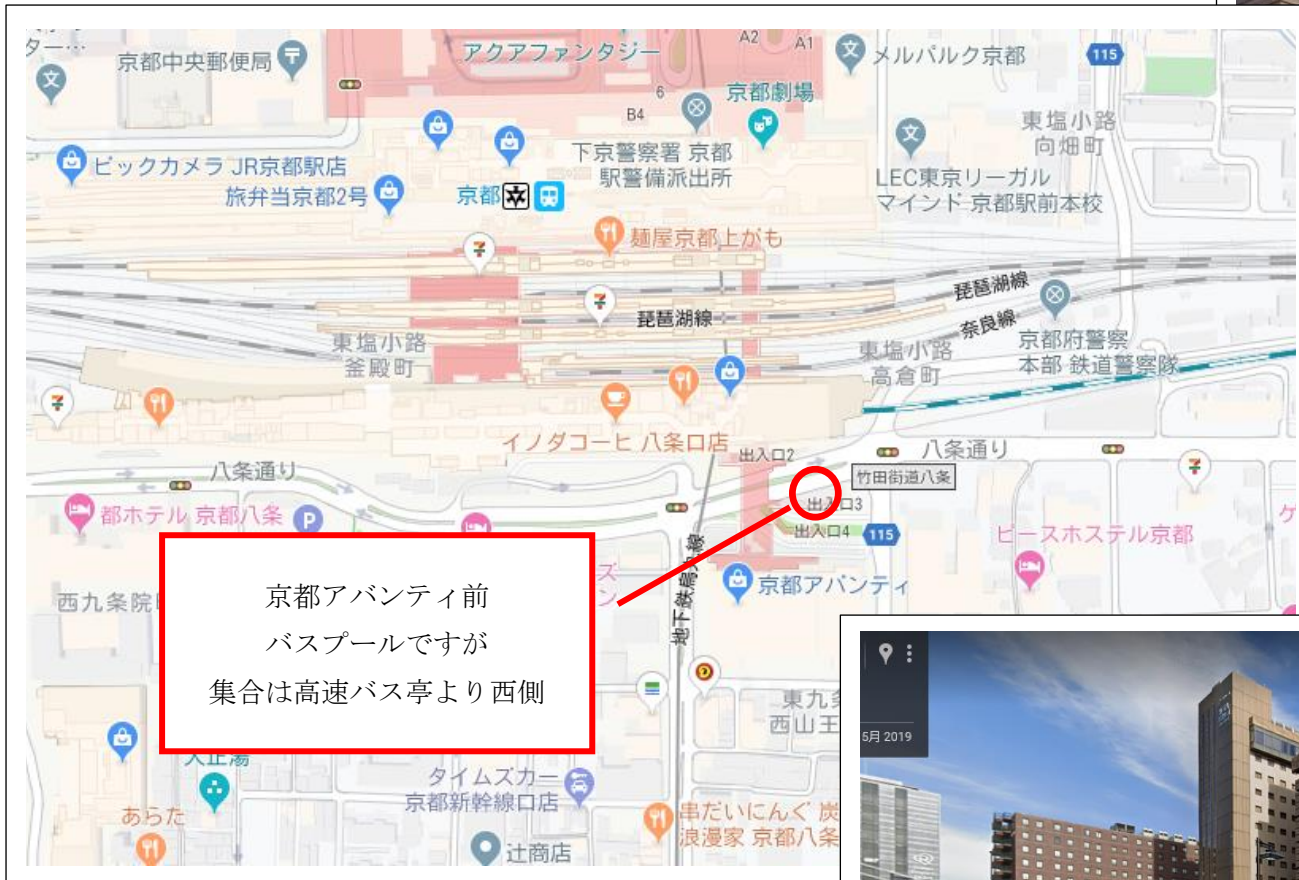 ター…
京都中央郵便局
アクアファンタジー
A2
A1
メルパルク京都
115
6
B4
京都劇場
東塩小路
向畑町
ビックカメラ JR京都駅店
下京警察署 京都
駅警備派出所
LEC東京リーガル
マインド 京都駅前本校
旅弁当京都2号
京都
麺屋京都上がも
琵琶湖線
琵琶湖線
奈良線
東塩小路
釜殿町
東塩小路
高倉町
京都府警察
本部 鉄道警察隊
イノダコーヒ 八条口店
出入口2
八条通り
八条通り
竹田街道八条
都ホテル 京都八条
P
出入口3
出入口4
115
ピースホステル京都
ゲ
京都アバンティ前
バスプールですが
集合は高速バス亭より西側
ズ
ン
京都アバンティ
西九条院
東九条
西山王
5月 2019
大正湯
タイムズカー
京都新幹線口店
あらた
串だいにんぐ 炭
浪漫家 京都八条
辻商店